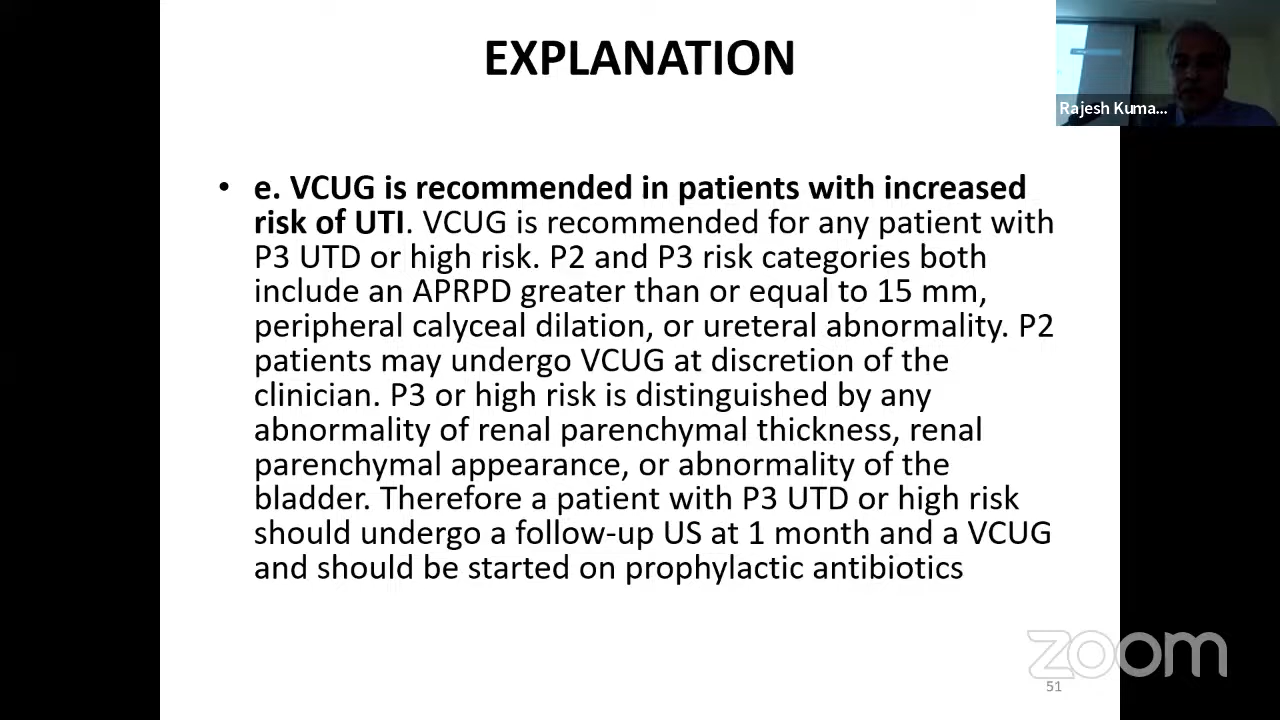 EXPLANATION
Rajesh Kuma...
• e. VCUG is recommended in patients with increased
risk of UTI. VCUG is recommended for any patient with
P3 UTD or high risk. P2 and P3 risk categories both
include an APRPD greater than or equal to 15 mm,
peripheral calyceal dilation, or ureteral abnormality. P2
patients may undergo VCUG at discretion of the
clinician. P3 or high risk is distinguished by any
abnormality of renal parenchymal thickness, renal
parenchymal appearance, or abnormality of the
bladder. Therefore a patient with P3 UTD or high risk
should undergo a follow-up US at 1 month and a VCUG
and should be started on prophylactic antibiotics
zoom
51